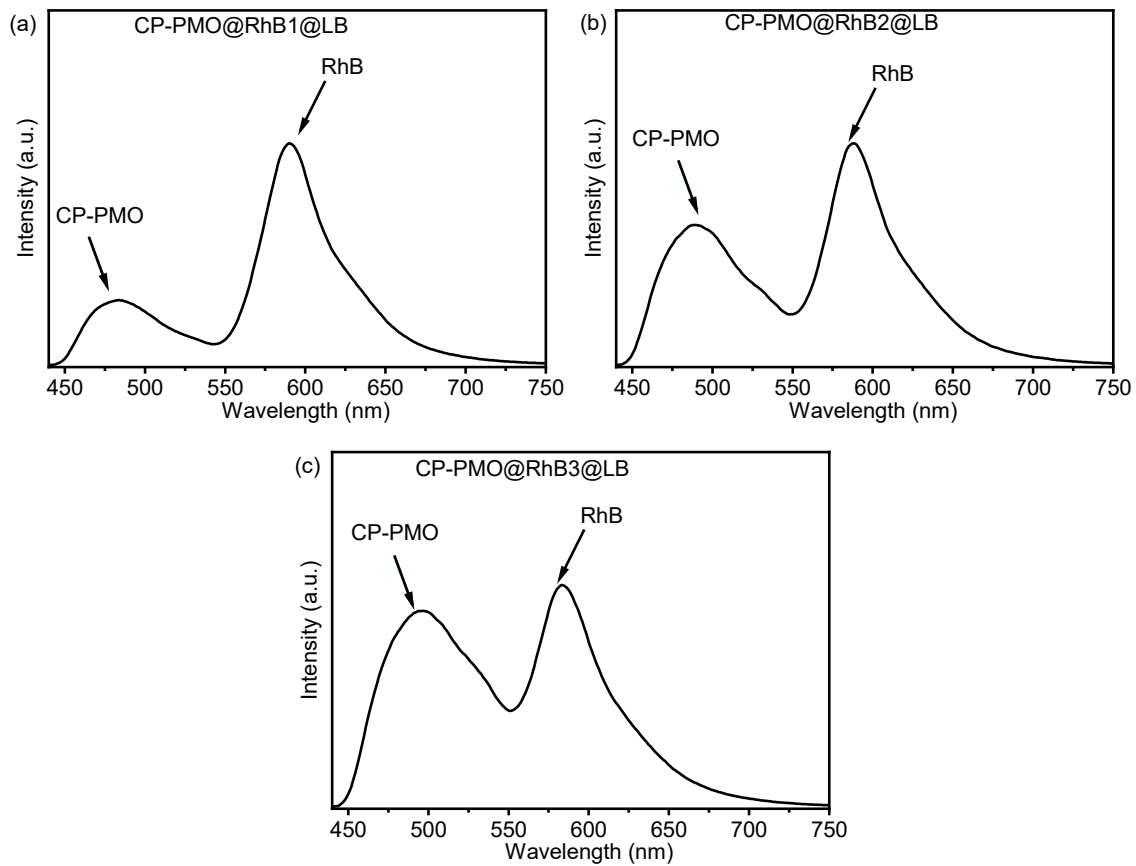 (a)
CP-PMO@RhB1@LB
RhB
CP-PMO
Intensity (a.u.)
450 500 550 600 650 700 750
Wavelength (nm)
(b)
CP-PMO@RhB2@LB
RhB
CP-PMO
Intensity (a.u.)
450 500 550 600 650 700 750
Wavelength (nm)
(c)
CP-PMO@RhB3@LB
RhB
CP-PMO
Intensity (a.u.)
450 500 550 600 650 700 750
Wavelength (nm)